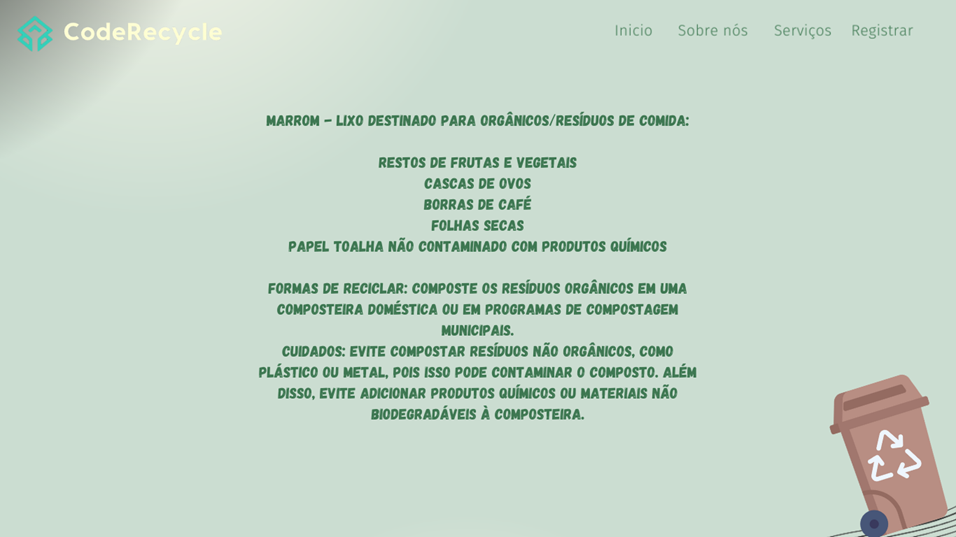 CodeRecycle
Inicio Sobre nós Serviços Registrar
MARROM – LIXO DESTINADO PARA ORGÂNICOS/RESÍDUOS DE COMIDA:
RESTOS DE FRUTAS E VEGETAIS
CASCAS DE OVOS
BORRAS DE CAFÉ
FOLHAS SECAS
PAPEL TOALHA NÃO CONTAMINADO COM PRODUTOS QUÍMICOS
FORMAS DE RECICLAR: COMPOSTE OS RESÍDUOS ORGÂNICOS EM UMA
COMPOSTEIRA DOMÉSTICA OU EM PROGRAMAS DE COMPOSTAGEM
MUNICIPAIS.
CUIDADOS: EVITE COMPOSTAR RESÍDUOS NÃO ORGÂNICOS, COMO
PLÁSTICO OU METAL, POIS ISSO PODE CONTAMINAR O COMPOSTO. ALÉM
DISSO, EVITE ADICIONAR PRODUTOS QUÍMICOS OU MATERIAIS NÃO
BIODEGRADÁVEIS À COMPOSTEIRA.